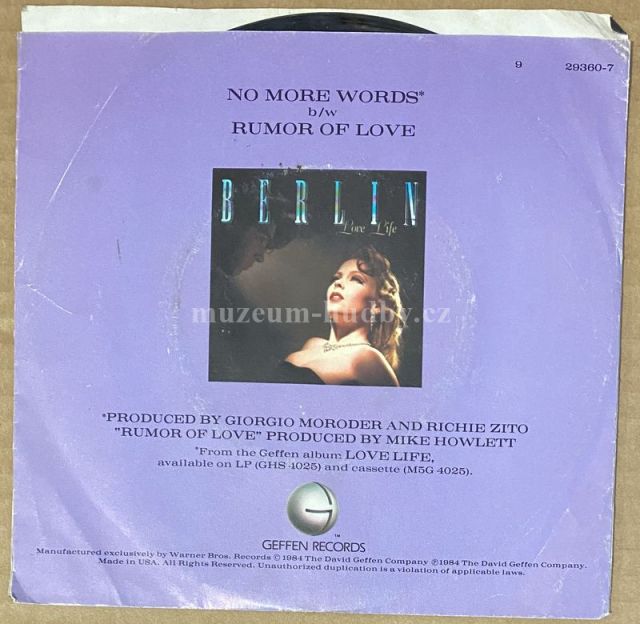 9 29360-7
NO MORE WORDS*
b/w
RUMOR OF LOVE
BERLIN
Love Life
muzeum-hudby.cz
*PRODUCED BY GIORGIO MORODER AND RICHIE ZITO
"RUMOR OF LOVE" PRODUCED BY MIKE HOWLETT
*From the Geffen album LOVE LIFE,
available on LP (GHS 4025) and cassette (M5G 4025).
G
TM
GEFFEN RECORDS
Manufactured exclusively by Warner Bros. Records © 1984 The David Geffen Company ℗1984 The David Geffen Company.
Made in USA. All Rights Reserved. Unauthorized duplication is a violation of applicable laws.